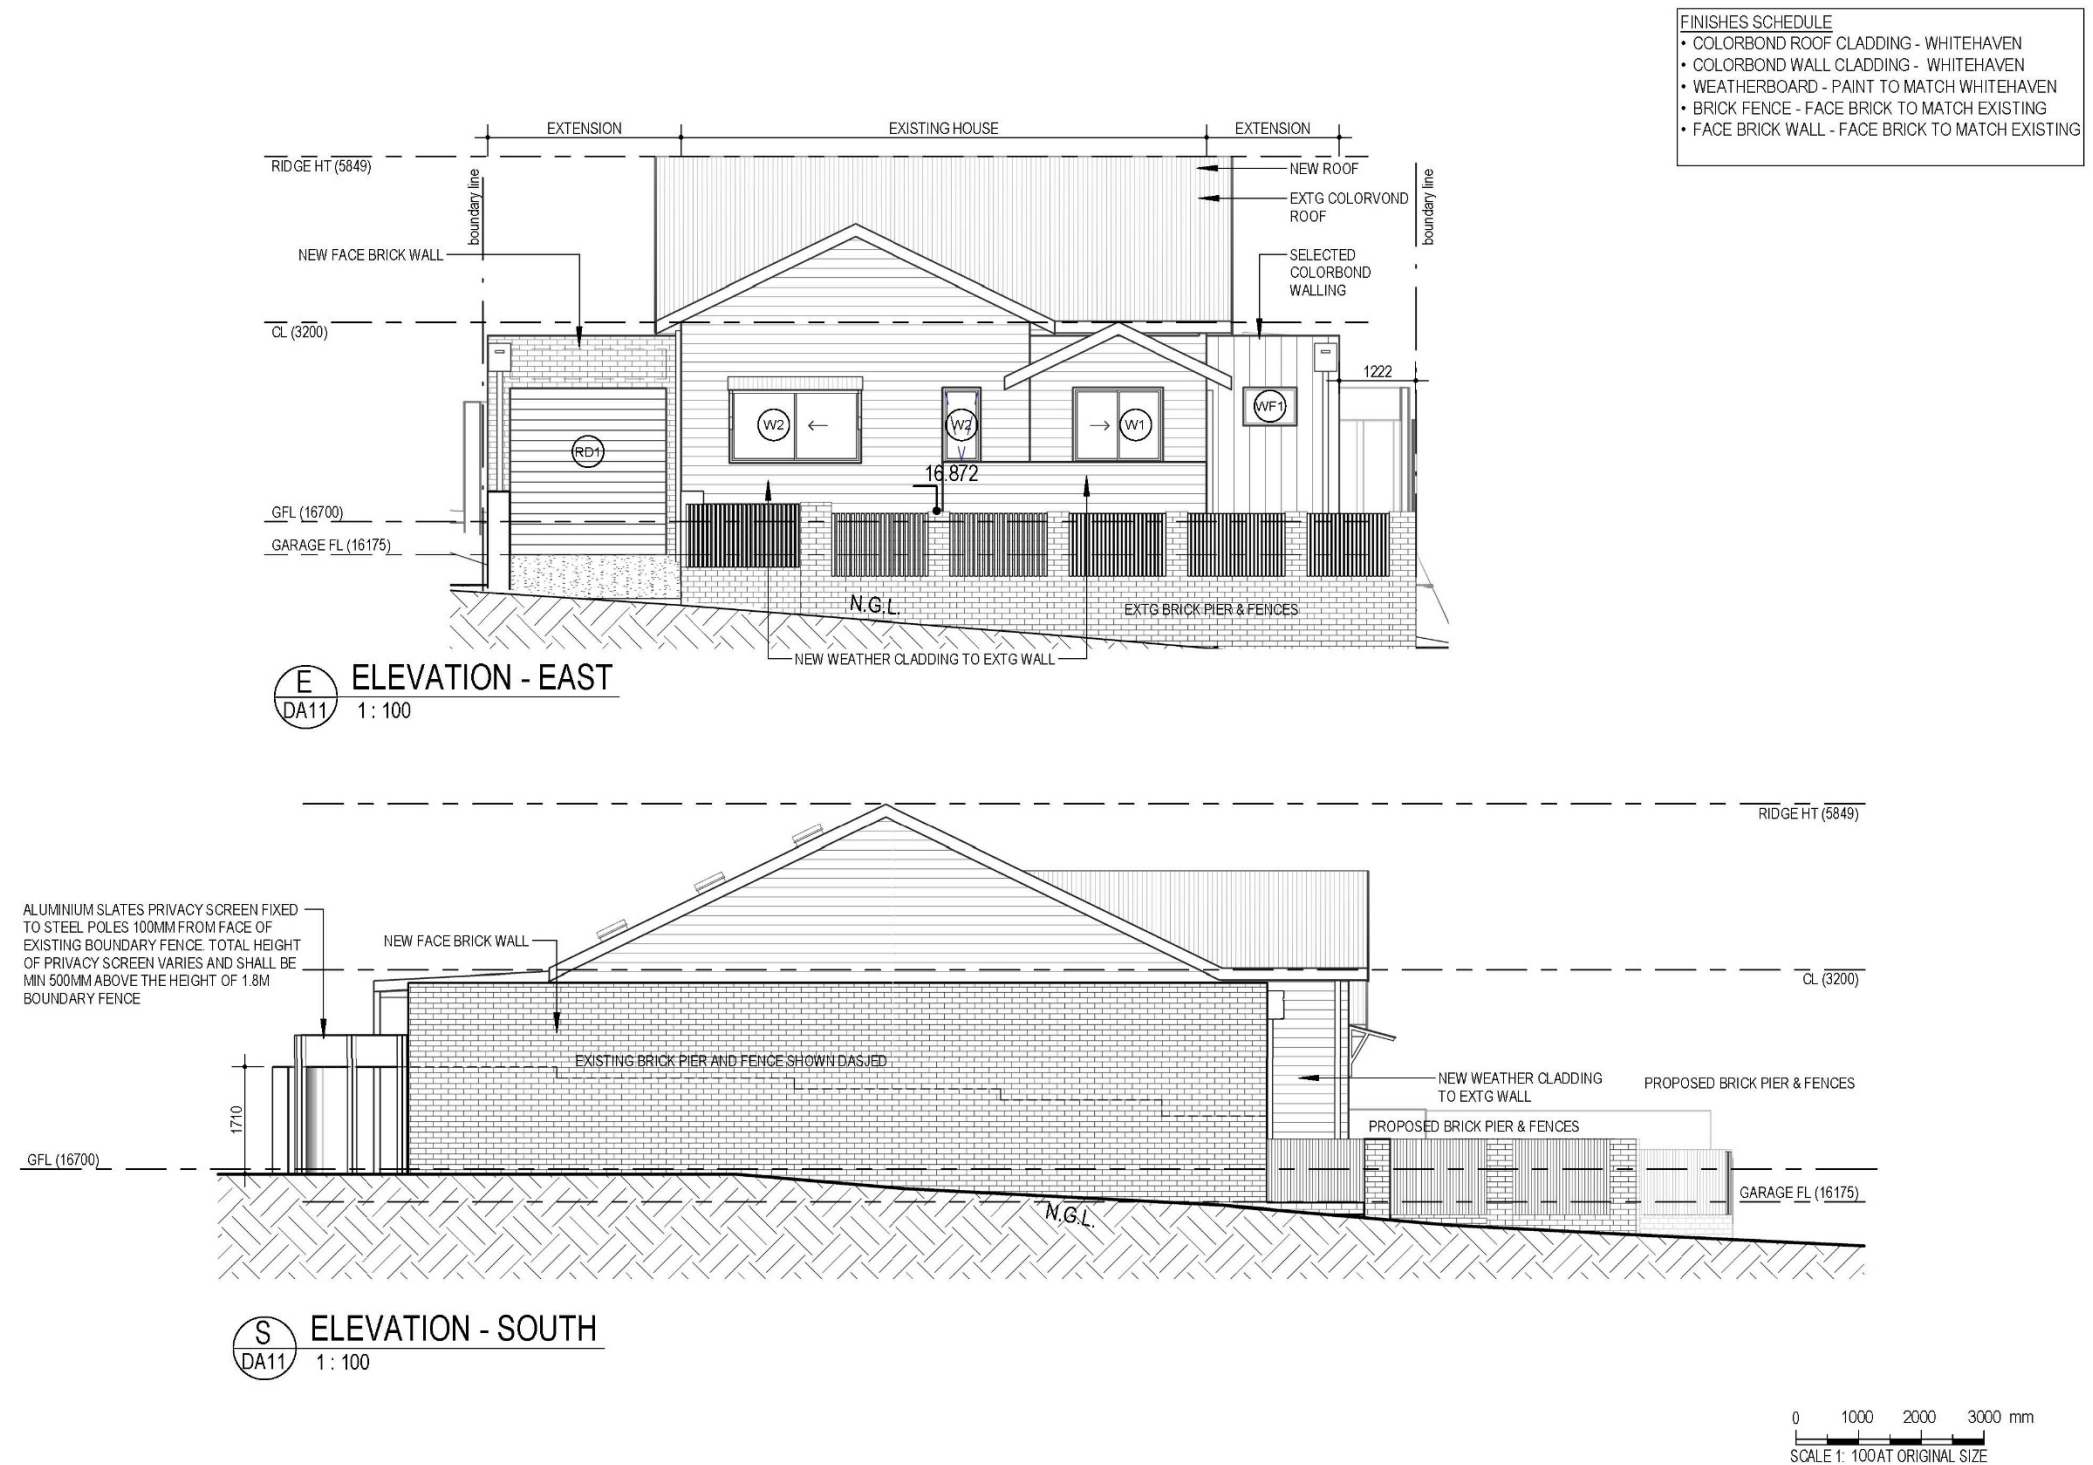 FINISHES SCHEDULE
• COLORBOND ROOF CLADDING - WHITEHAVEN
• COLORBOND WALL CLADDING - WHITEHAVEN
• WEATHERBOARD - PAINT TO MATCH WHITEHAVEN
• BRICK FENCE - FACE BRICK TO MATCH EXISTING
• FACE BRICK WALL - FACE BRICK TO MATCH EXISTING
EXTENSION
EXISTING HOUSE
EXTENSION
RIDGE HT (5849)
boundary line
boundary line
NEW ROOF
EXTG COLORVOND
ROOF
NEW FACE BRICK WALL
SELECTED
COLORBOND
WALLING
CL (3200)
1222
W2
W2
W1
WF1
RD1
16.872
GFL (16700)
GARAGE FL (16175)
N.G.L.
EXTG BRICK PIER & FENCES
NEW WEATHER CLADDING TO EXTG WALL
E
DA11
ELEVATION - EAST
1 : 100
RIDGE HT (5849)
ALUMINIUM SLATES PRIVACY SCREEN FIXED
TO STEEL POLES 100MM FROM FACE OF
EXISTING BOUNDARY FENCE. TOTAL HEIGHT
OF PRIVACY SCREEN VARIES AND SHALL BE
MIN 500MM ABOVE THE HEIGHT OF 1.8M
BOUNDARY FENCE
NEW FACE BRICK WALL
CL (3200)
EXISTING BRICK PIER AND FENCE SHOWN DASJED
1710
NEW WEATHER CLADDING
TO EXTG WALL
PROPOSED BRICK PIER & FENCES
PROPOSED BRICK PIER & FENCES
GFL (16700)
GARAGE FL (16175)
N.G.L.
S
DA11
ELEVATION - SOUTH
1 : 100
0 1000 2000 3000 mm
SCALE 1: 100 AT ORIGINAL SIZE